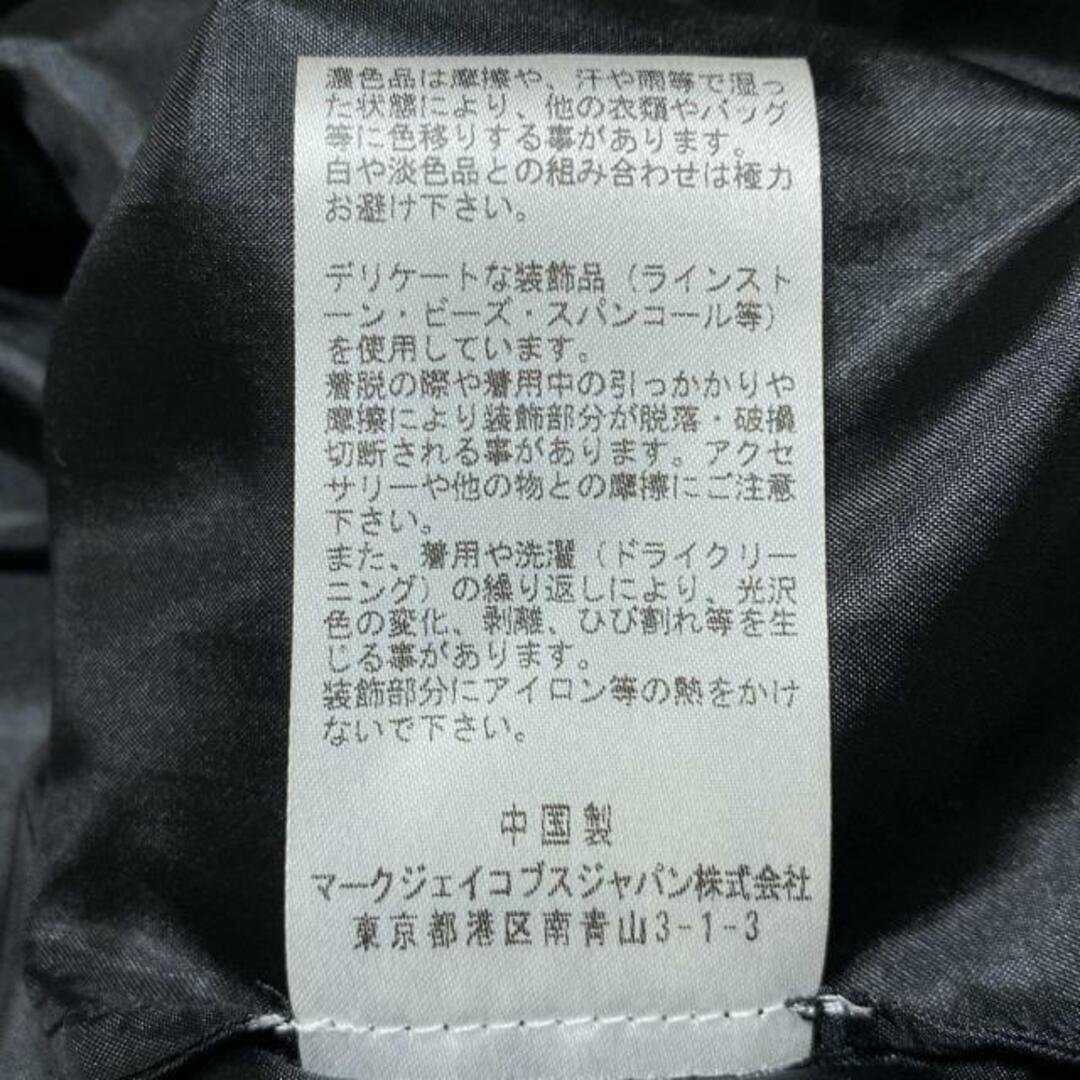 濃色品は摩擦や、汗や雨等で湿っ
た状態により、他の衣類やバッグ
等に色移りする事があります。
白や淡色品との組み合わせは極力
お避け下さい。
デリケートな装飾品（ラインスト
ーン・ビーズ・スパンコール等）
を使用しています。
着脱の際や着用中の引っかかりや
摩擦により装飾部分が脱落・破損
切断される事があります。アクセ
サリーや他の物との摩擦にご注意
下さい。
また、着用や洗濯（ドライクリー
ニング）の繰り返しにより、光沢
色の変化、剥離、ひび割れ等を生
じる事があります。
装飾部分にアイロン等の熱をかけ
ないで下さい。
中国製
マークジェイコブスジャパン株式会社
東京都港区南青山3-1-3